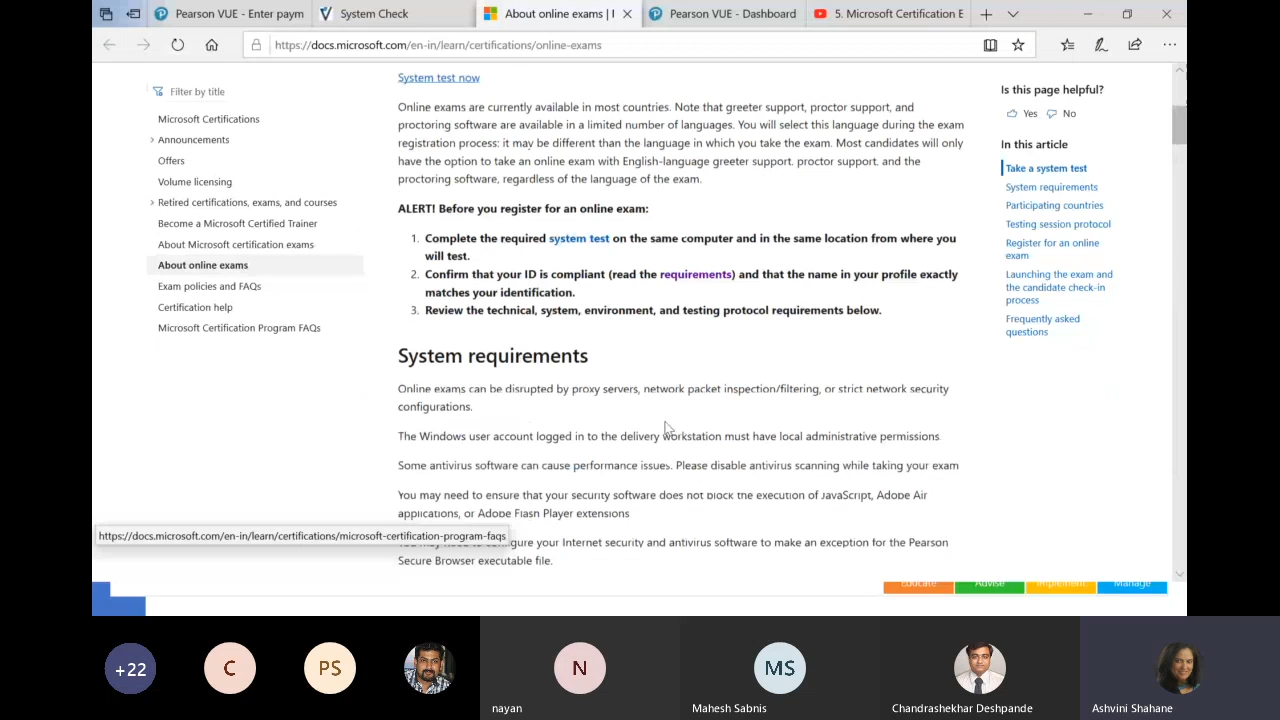 Pearson VUE - Enter paym
System Check
About online exams | I
Pearson VUE - Dashboard
5. Microsoft Certification E
https://docs.microsoft.com/en-in/learn/certifications/online-exams
Filter by title
Microsoft Certifications
Announcements
Offers
Volume licensing
Retired certifications, exams, and courses
Become a Microsoft Certified Trainer
About Microsoft certification exams
About online exams
Exam policies and FAQs
Certification help
Microsoft Certification Program FAQs
System test now
Online exams are currently available in most countries. Note that greeter support, proctor support, and
proctoring software are available in a limited number of languages. You will select this language during the exam
registration process: it may be different than the language in which you take the exam. Most candidates will only
have the option to take an online exam with English-language greeter support, proctor support, and the
proctoring software, regardless of the language of the exam.
ALERT! Before you register for an online exam:
1. Complete the required system test on the same computer and in the same location from where you
will test.
2. Confirm that your ID is compliant (read the requirements) and that the name in your profile exactly
matches your identification.
3. Review the technical, system, environment, and testing protocol requirements below.
System requirements
Online exams can be disrupted by proxy servers, network packet inspection/filtering, or strict network security
configurations.
The Windows user account logged in to the delivery workstation must have local administrative permissions
Some antivirus software can cause performance issues. Please disable antivirus scanning while taking your exam
You may need to ensure that your security software does not block the execution of JavaScript, Adobe Air
applications, or Adobe Flash Player extensions
configure your Internet security and antivirus software to make an exception for the Pearson
Secure Browser executable file.
Is this page helpful?
Yes No
In this article
Take a system test
System requirements
Participating countries
Testing session protocol
Register for an online
exam
Launching the exam and
the candidate check-in
process
Frequently asked
questions
https://docs.microsoft.com/en-in/learn/certifications/microsoft-certification-program-faqs
Educate Advise Implement Manage
+22
C
PS
N
MS
nayan
Mahesh Sabnis
Chandrashekhar Deshpande
Ashvini Shahane